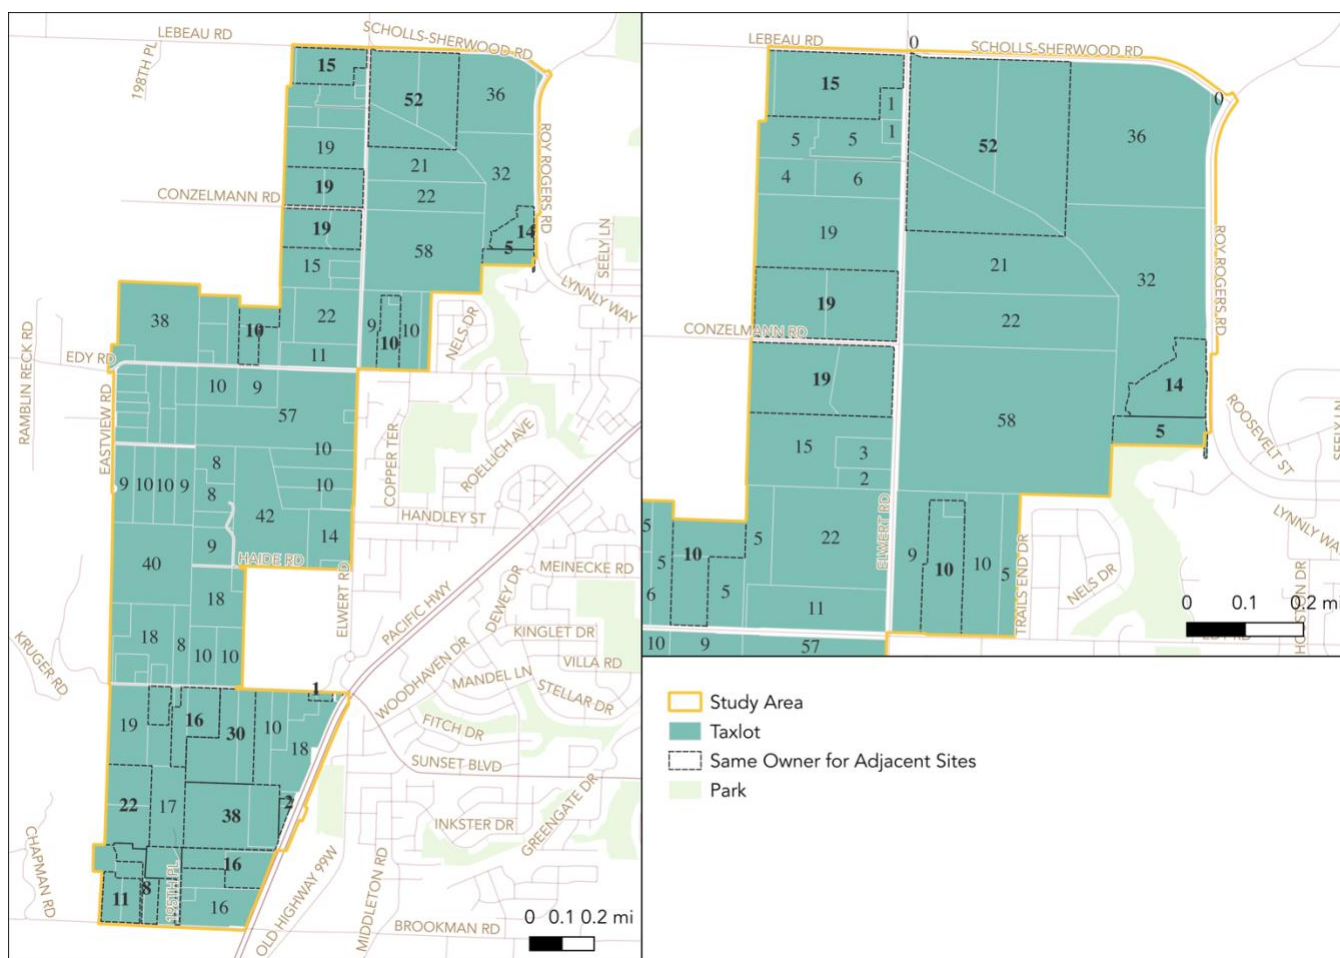 LEBEAU RD
SCHOLLS-SHERWOOD RD
198TH PL
15
52
36
ROY ROGERS RD
19
21
32
CONZELMANN RD
19
22
SEELY LN
19
14
58
5
15
LYNNLY WAY
38
10
22
9
10
10
NELS DR
RAMBLIN RECK RD
EDY RD
11
EASTVIEW RD
10
9
57
10
COPPER TER
ROELLICH AVE
8
9
10
10
9
8
10
42
HANDLEY ST
14
9
HAIDE RD
40
MEINECKE RD
18
ELWERT RD
PACIFIC HWY
DEWEY DR
18
8
10
10
KINGLET DR
WOODHAVEN DR
VILLA RD
KRUGER RD
MANDEL LN
1
STELLAR DR
19
16
30
10
18
FITCH DR
SUNSET BLVD
22
17
38
2
INKSTER DR
GREENGATE DR
CHAPMAN RD
16
11
8
195TH PL
16
OLD HIGHWAY 99W
MIDDLETON RD
BROOKMAN RD
0 0.1 0.2 mi
LEBEAU RD
0
SCHOLLS-SHERWOOD RD
15
1
0
1
5
5
52
36
4
6
19
ROY ROGERS RD
21
32
19
CONZELMANN RD
22
19
14
58
5
15
3
2
ROOSEVELT ST
SEELY LN
5
10
5
22
ELWERT RD
9
10
10
5
TRAILS END DR
NELS DR
LYNNLY WAY
5
6
5
11
0 0.1 0.2 mi
10
9
57
EDY RD
HOUSTON DR
Study Area
Taxlot
Same Owner for Adjacent Sites
Park